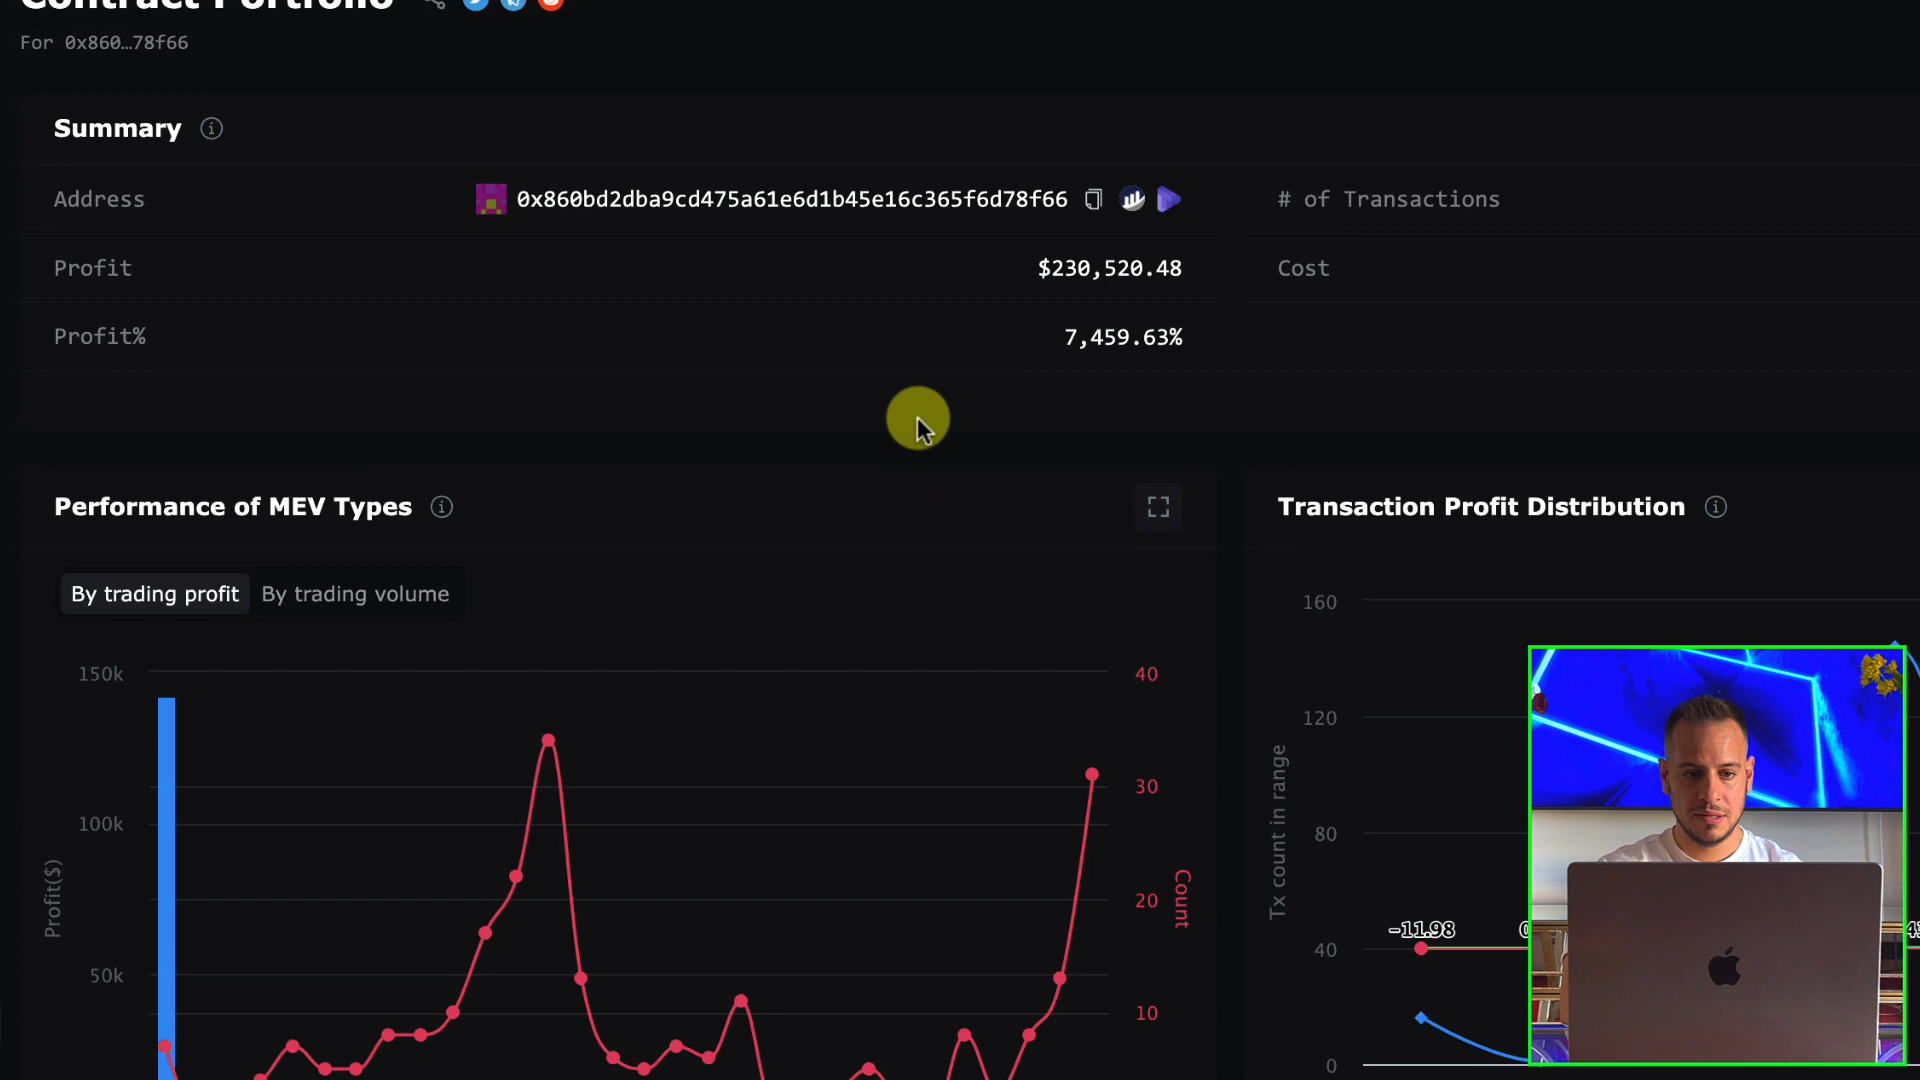 Contract Portfolio
For 0x860…78f66
Summary
Address
0x860bd2dba9cd475a61e6d1b45e16c365f6d78f66
# of Transactions
Profit
$230,520.48
Cost
Profit%
7,459.63%
Performance of MEV Types
Transaction Profit Distribution
By trading profit
By trading volume
150k
100k
50k
Profit($)
40
30
20
10
Count
160
120
80
40
0
Tx count in range
-11.98